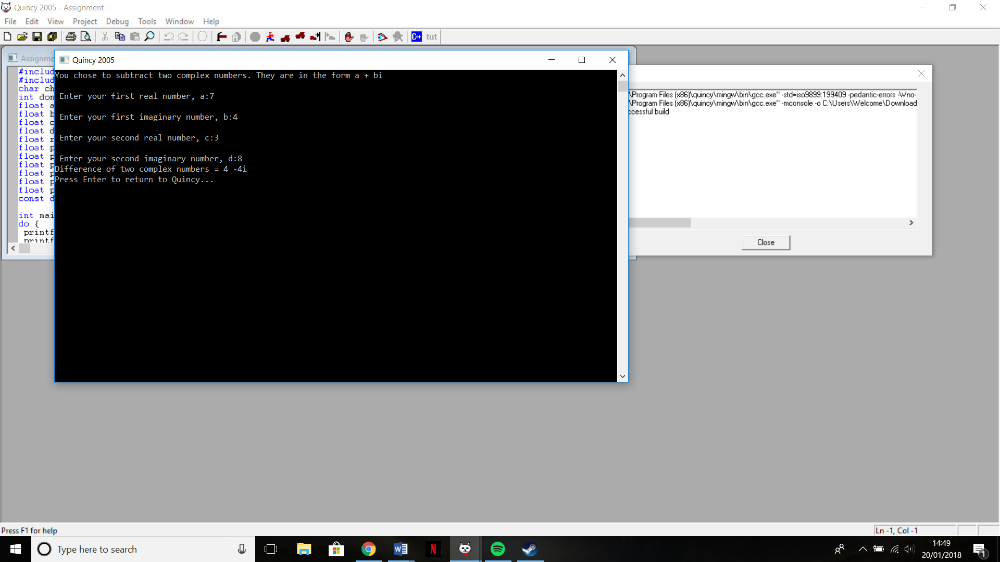 Quincy 2005 - Assignment
File Edit View Project Debug Tools Window Help
C++ tut
Assignme
#includ
#includ
char ch
int don
float a
float b
float c
float d
float r
float p
float p
float p
float p
float p
float p
const d
int mai
do {
printf
printf
Quincy 2005
You chose to subtract two complex numbers. They are in the form a + bi
Enter your first real number, a:7
Enter your first imaginary number, b:4
Enter your second real number, c:3
Enter your second imaginary number, d:8
Difference of two complex numbers = 4 -4i
Press Enter to return to Quincy...
\Program Files (x86)\quincy\mingw\bin\gcc.exe" -std=iso9899:199409 -pedantic-errors -Wno-
\Program Files (x86)\quincy\mingw\bin\gcc.exe" -mconsole -o C:\Users\Welcome\Download
ccessful build
Close
Press F1 for help
Ln -1, Col -1
Type here to search
14:49
20/01/2018
1